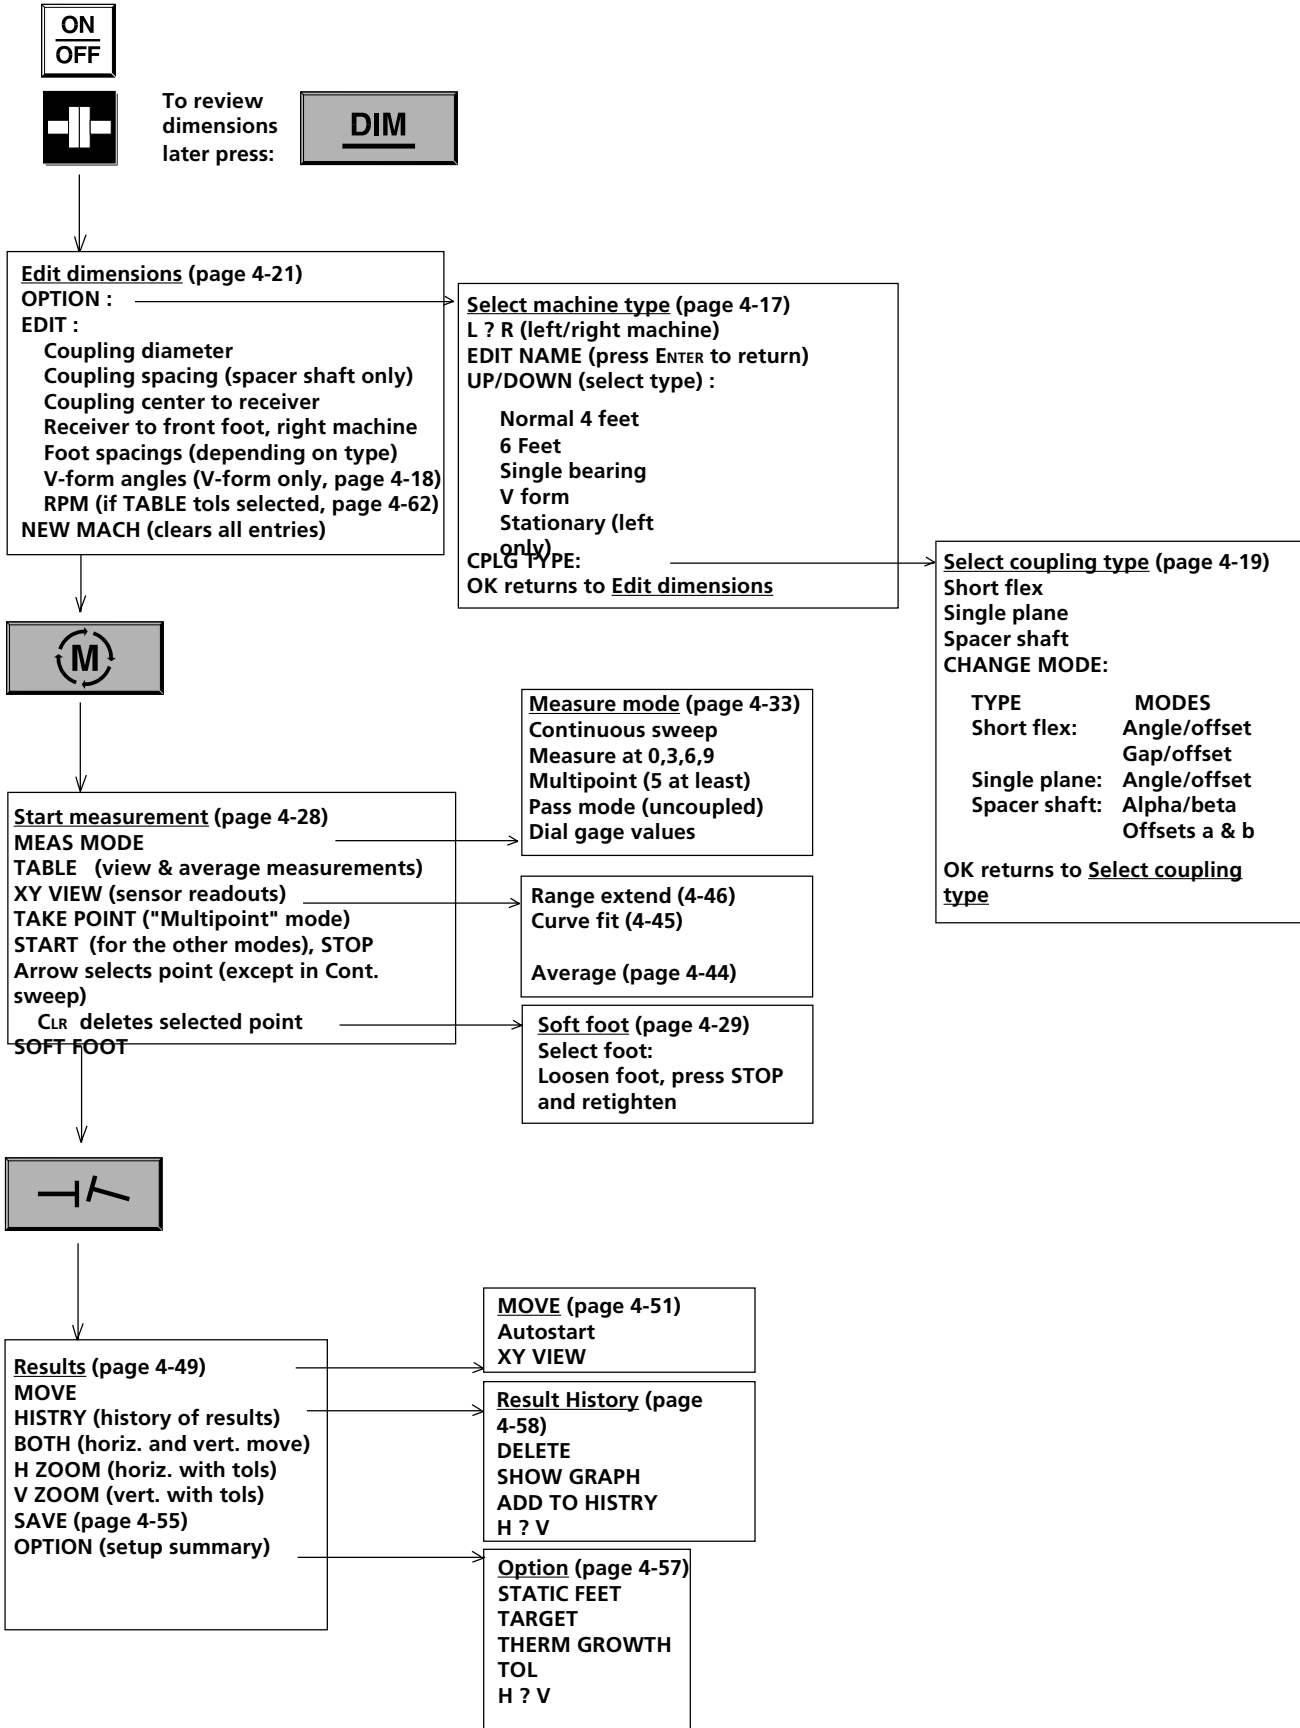 ON
OFF
To review
dimensions
later press:
DIM
Edit dimensions (page 4-21)
OPTION :
EDIT :
Coupling diameter
Coupling spacing (spacer shaft only)
Coupling center to receiver
Receiver to front foot, right machine
Foot spacings (depending on type)
V-form angles (V-form only, page 4-18)
RPM (if TABLE tols selected, page 4-62)
NEW MACH (clears all entries)
Select machine type (page 4-17)
L ? R (left/right machine)
EDIT NAME (press ENTER to return)
UP/DOWN (select type) :
Normal 4 feet
6 Feet
Single bearing
V form
Stationary (left
only)
CPLG TYPE:
OK returns to Edit dimensions
Select coupling type (page 4-19)
Short flex
Single plane
Spacer shaft
CHANGE MODE:
TYPE MODES
Short flex: Angle/offset
Gap/offset
Single plane: Angle/offset
Spacer shaft: Alpha/beta
Offsets a & b
OK returns to Select coupling
type
M
Start measurement (page 4-28)
MEAS MODE
TABLE (view & average measurements)
XY VIEW (sensor readouts)
TAKE POINT ("Multipoint" mode)
START (for the other modes), STOP
Arrow selects point (except in Cont.
sweep)
CLR deletes selected point
SOFT FOOT
Measure mode (page 4-33)
Continuous sweep
Measure at 0,3,6,9
Multipoint (5 at least)
Pass mode (uncoupled)
Dial gage values
Range extend (4-46)
Curve fit (4-45)
Average (page 4-44)
Soft foot (page 4-29)
Select foot:
Loosen foot, press STOP
and retighten
Results (page 4-49)
MOVE
HISTRY (history of results)
BOTH (horiz. and vert. move)
H ZOOM (horiz. with tols)
V ZOOM (vert. with tols)
SAVE (page 4-55)
OPTION (setup summary)
MOVE (page 4-51)
Autostart
XY VIEW
Result History (page
4-58)
DELETE
SHOW GRAPH
ADD TO HISTRY
H ? V
Option (page 4-57)
STATIC FEET
TARGET
THERM GROWTH
TOL
H ? V